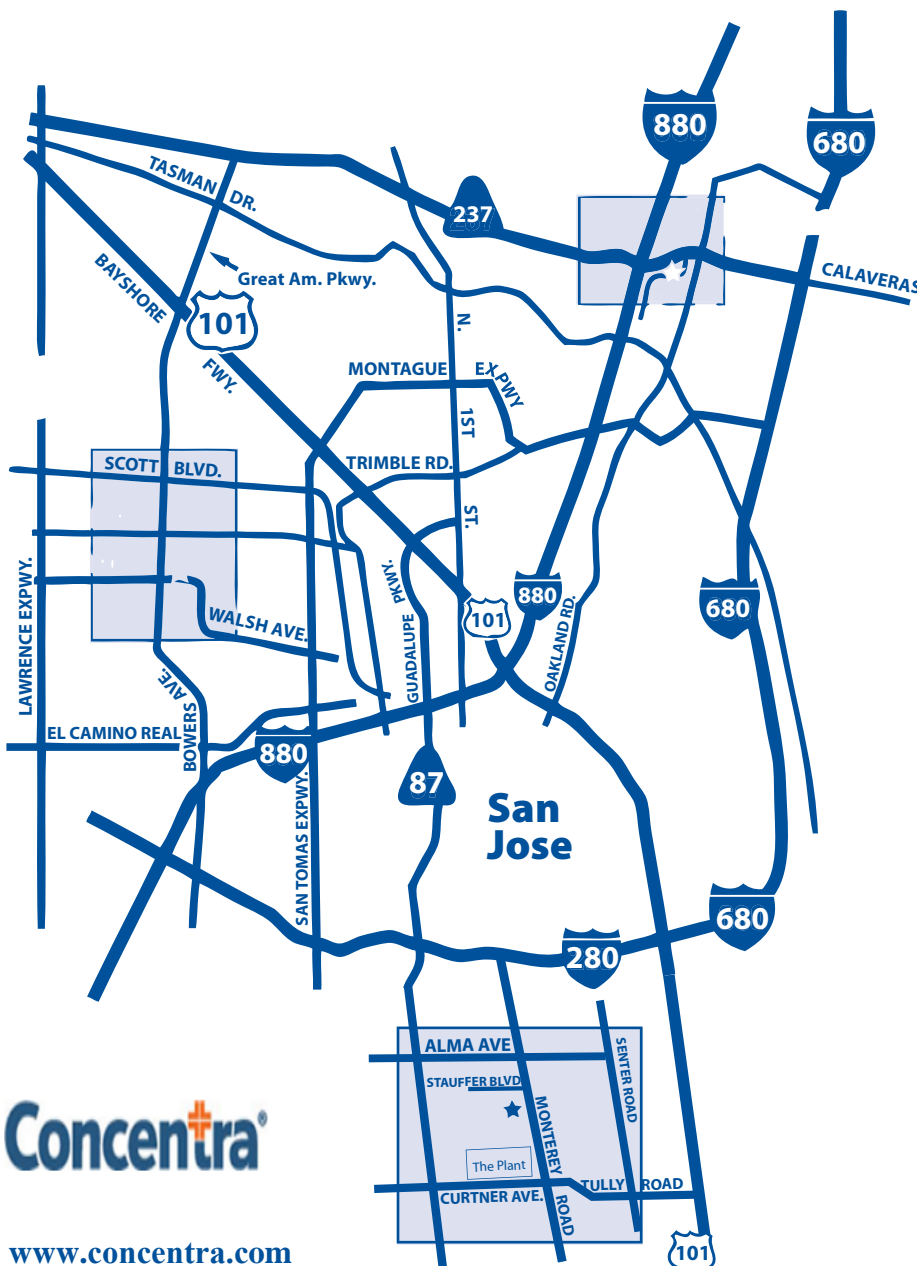 880
680
TASMAN DR.
237
BAYSHORE
Great Am. Pkwy.
CALAVERAS
101
N.
FWY.
MONTAGUE EXPWY
1ST
SCOTT BLVD.
TRIMBLE RD.
ST.
LAWRENCE EXPWY.
GUADALUPE PKWY.
880
680
101
WALSH AVE.
OAKLAND RD.
AVE.
BOWERS
EL CAMINO REAL
880
87
San
Jose
SAN TOMAS EXPWY.
680
280
ALMA AVE
SENTER ROAD
STAUFFER BLVD
MONTEREY
The Plant
TULLY ROAD
CURTNER AVE.
ROAD
101
Concentra®
www.concentra.com